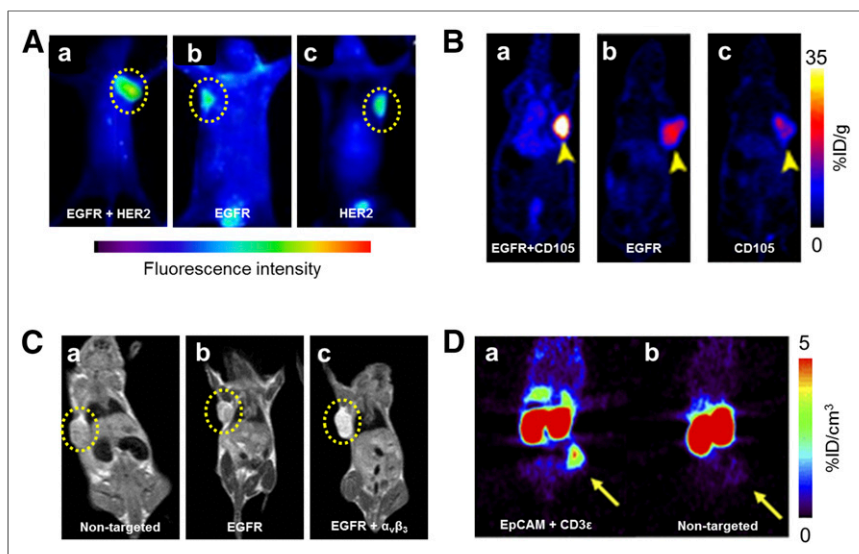 A
a
b
c
EGFR + HER2
EGFR
HER2
Fluorescence intensity
B
a
b
c
EGFR+CD105
EGFR
CD105
35
%ID/g
0
C
a
b
c
Non-targeted
EGFR
EGFR + αvβ3
D
a
b
EpCAM + CD3ε
Non-targeted
5
%ID/cm³
0